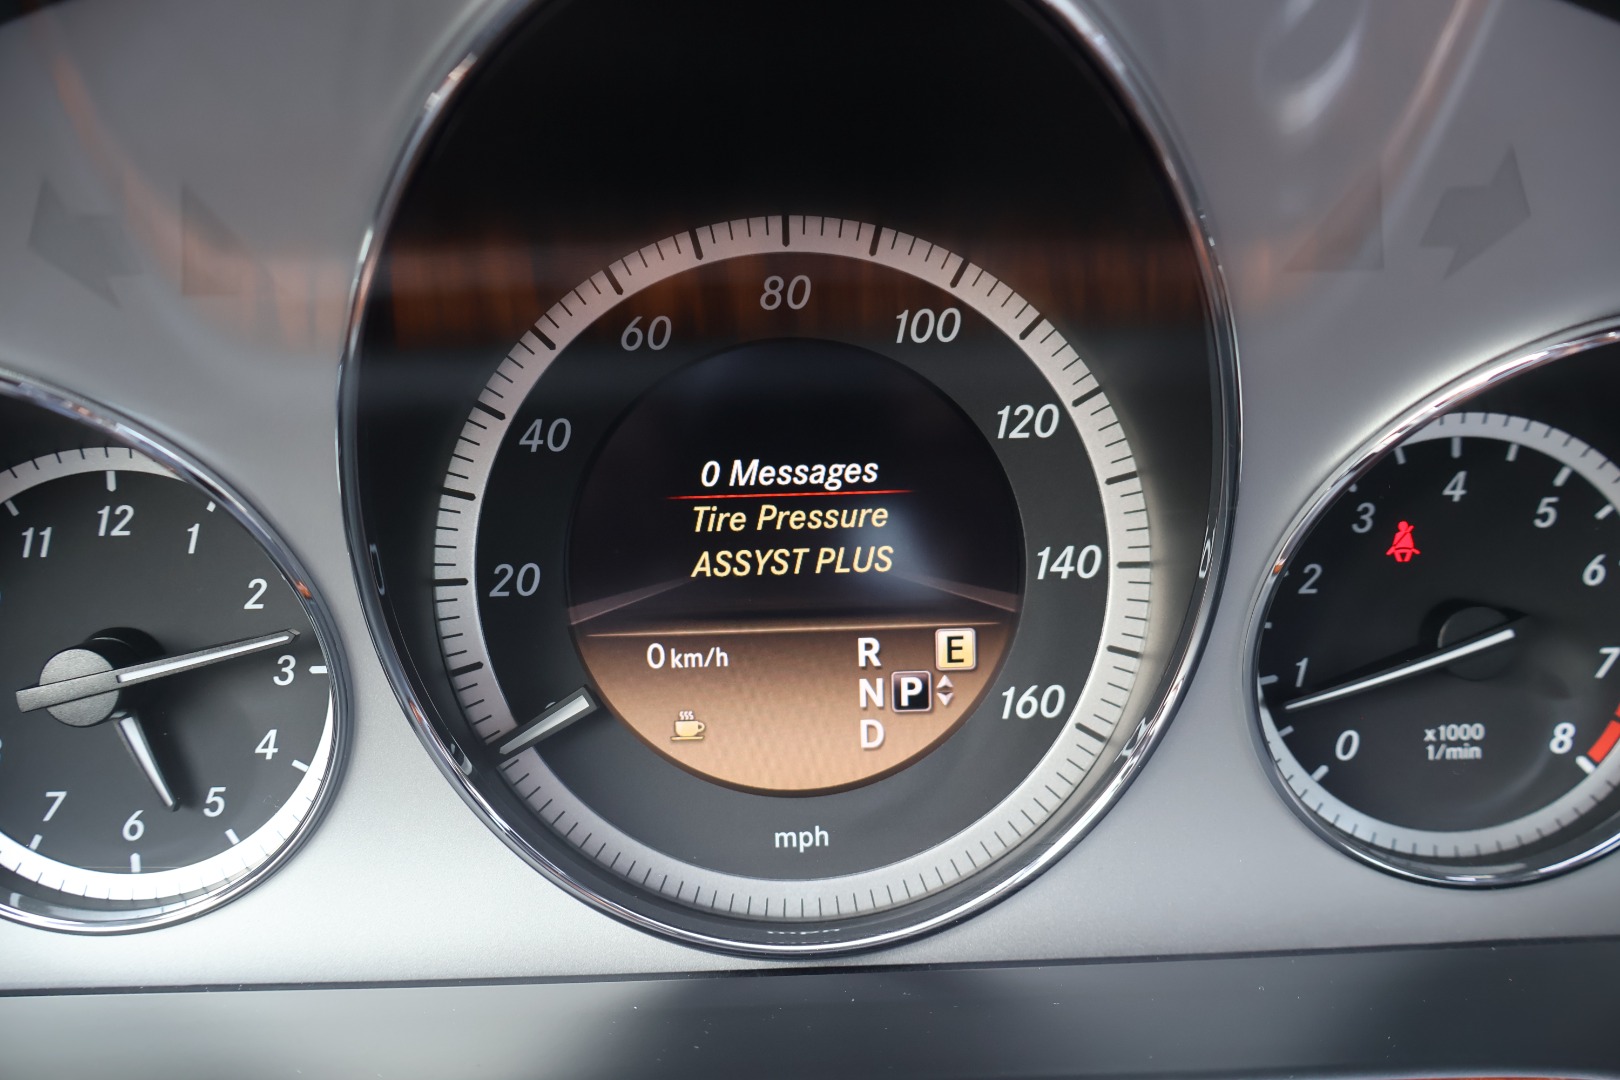 11 12 1
2
3
4
5
6
7
20
40
60
80
100
120
140
160
mph
0 Messages
Tire Pressure
ASSYST PLUS
0 km/h
R E
N P
D
0
1
2
3
4
5
6
7
8
x1000
1/min